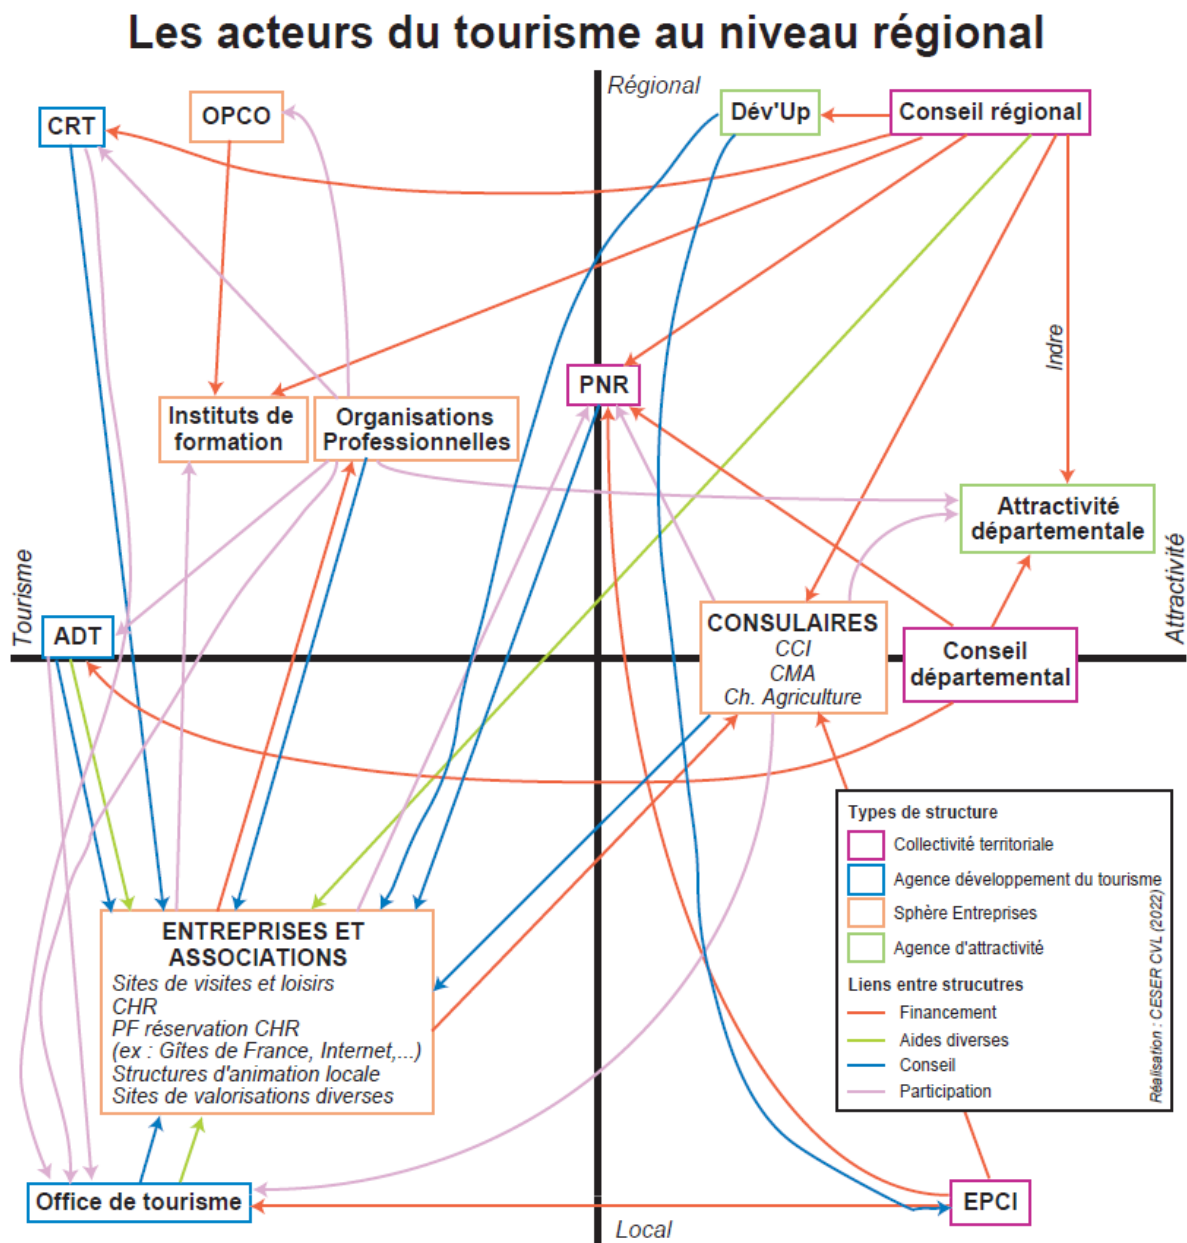 Les acteurs du tourisme au niveau régional
Régional
CRT
OPCO
Dév'Up
Conseil régional
Indre
PNR
Instituts de
formation
Organisations
Professionnelles
Attractivité
départementale
Tourisme
Attractivité
ADT
CONSULAIRES
CCI
CMA
Ch. Agriculture
Conseil
départemental
Types de structure
Collectivité territoriale
Agence développement du tourisme
Sphère Entreprises
Agence d'attractivité
Liens entre strucutres
Financement
Aides diverses
Conseil
Participation
Réalisation : CESER CVL (2022)
ENTREPRISES ET
ASSOCIATIONS
Sites de visites et loisirs
CHR
PF réservation CHR
(ex : Gîtes de France, Internet,...)
Structures d'animation locale
Sites de valorisations diverses
Office de tourisme
EPCI
Local